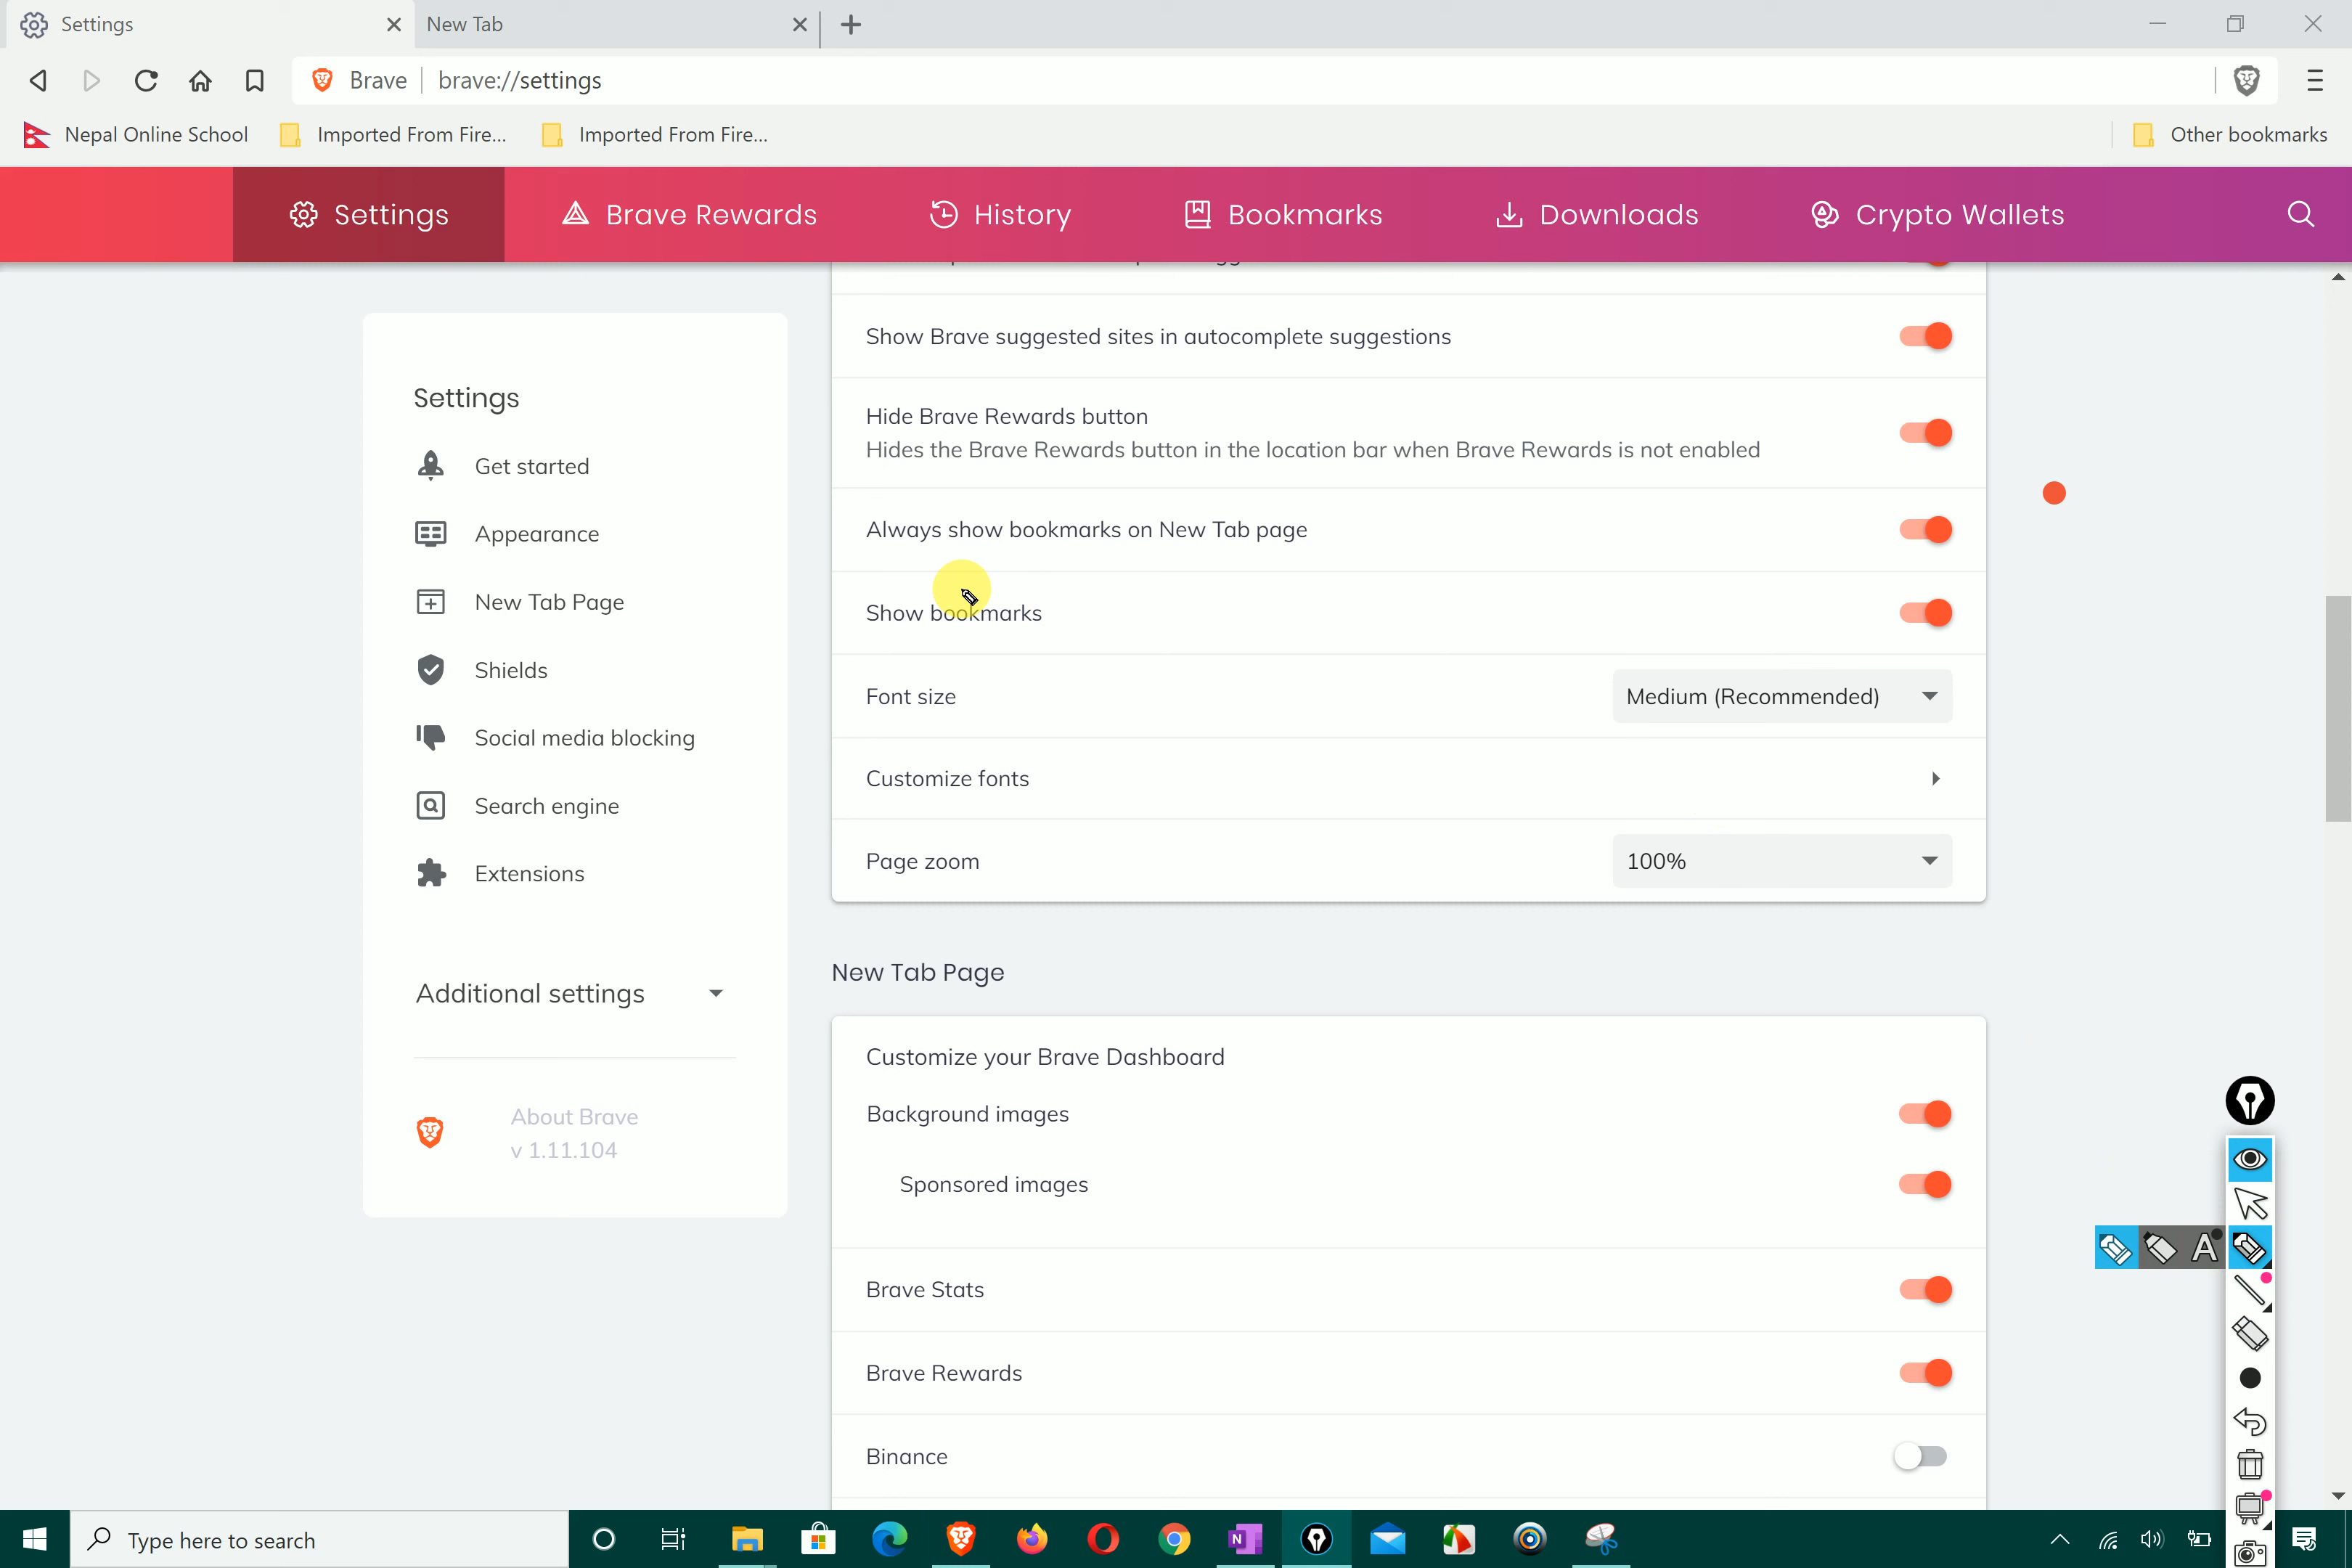 Settings
New Tab
Brave
brave://settings
Nepal Online School
Imported From Fire...
Imported From Fire...
Other bookmarks
Settings
Brave Rewards
History
Bookmarks
Downloads
Crypto Wallets
Settings
Get started
Appearance
New Tab Page
Shields
Social media blocking
Search engine
Extensions
Additional settings
About Brave
v 1.11.104
Show Brave suggested sites in autocomplete suggestions
Hide Brave Rewards button
Hides the Brave Rewards button in the location bar when Brave Rewards is not enabled
Always show bookmarks on New Tab page
Show bookmarks
Font size
Medium (Recommended)
Customize fonts
Page zoom
100%
New Tab Page
Customize your Brave Dashboard
Background images
Sponsored images
Brave Stats
Brave Rewards
Binance
A
Type here to search
N